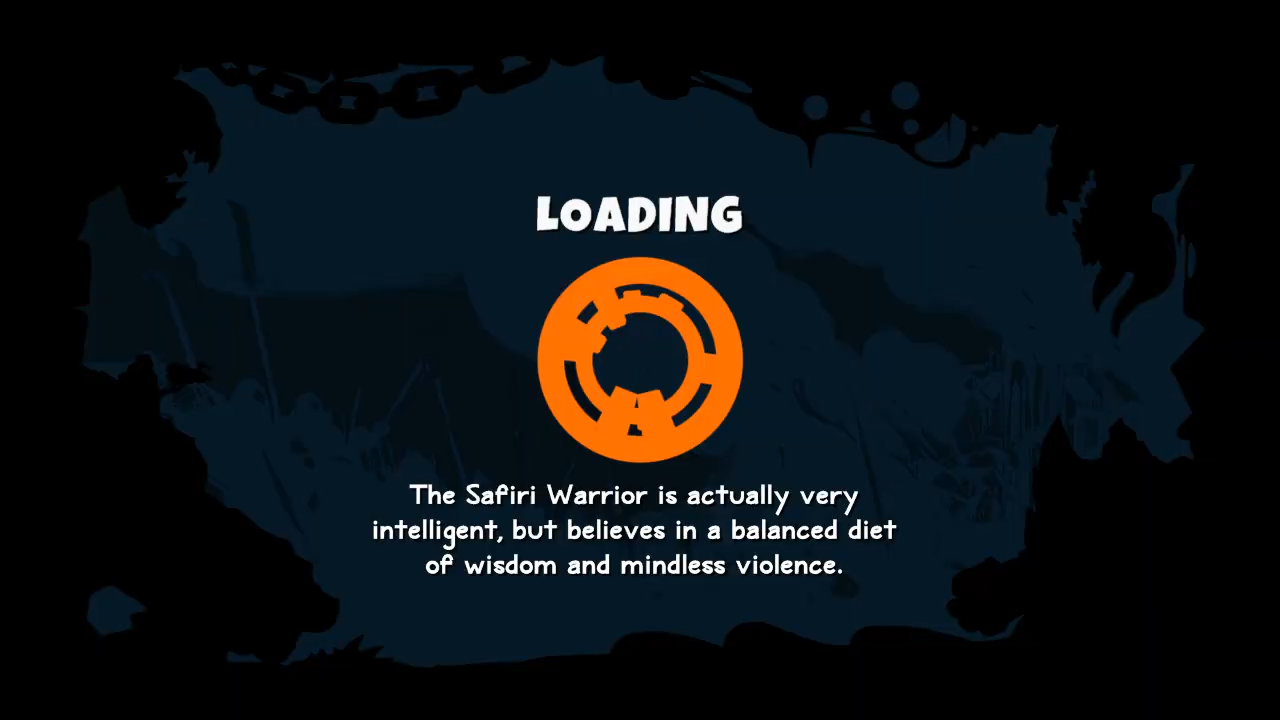 LOADING
The Safiri Warrior is actually very
intelligent, but believes in a balanced diet
of wisdom and mindless violence.